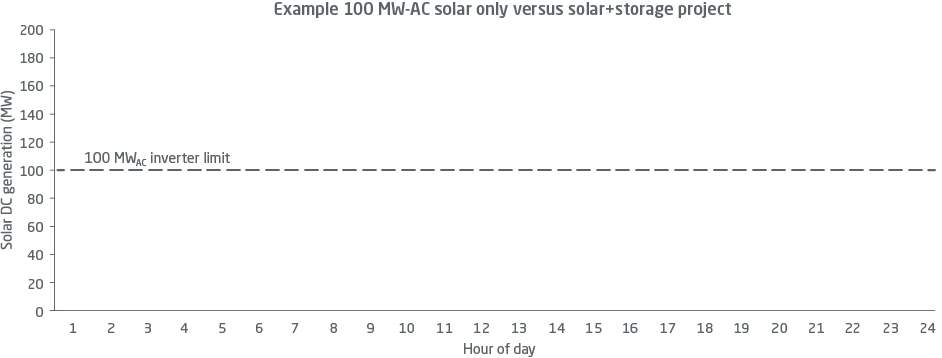 Example 100 MW-AC solar only versus solar+storage project
Solar DC generation (MW)
200
180
160
140
120
100
80
60
40
20
0
100 MWAC inverter limit
1 2 3 4 5 6 7 8 9 10 11 12 13 14 15 16 17 18 19 20 21 22 23 24
Hour of day